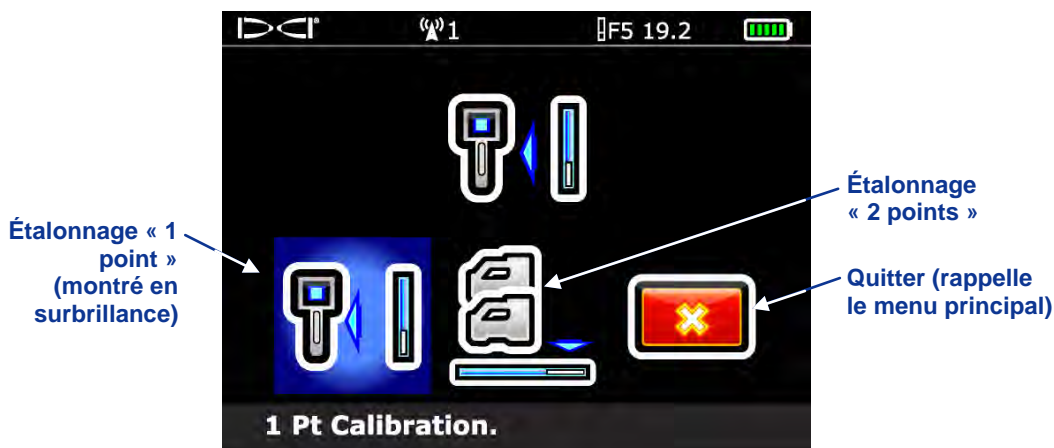 1
F5 19.2
Étalonnage
« 2 points »
Étalonnage « 1
point »
(montré en
surbrillance)
Quitter (rappelle
le menu principal)
1 Pt Calibration.